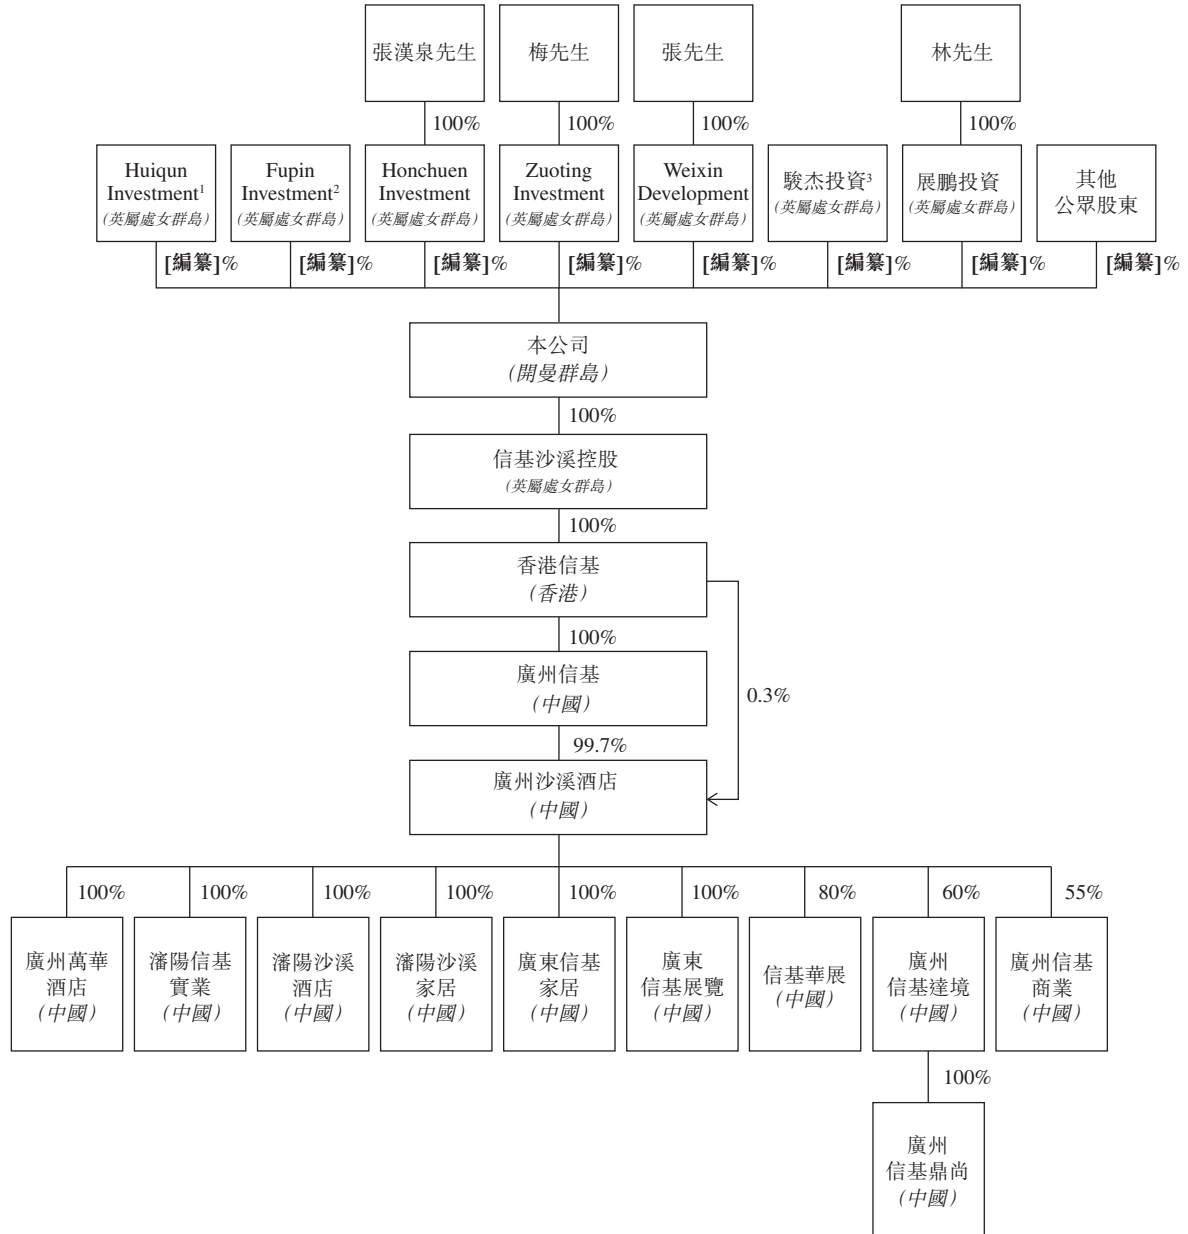 張漢泉先生
梅先生
張先生
林先生
100%
100%
100%
100%
Huiqun
Investment¹
(英屬處女群島)
Fupin
Investment²
(英屬處女群島)
Honchuen
Investment
(英屬處女群島)
Zuoting
Investment
(英屬處女群島)
Weixin
Development
(英屬處女群島)
駿杰投資³
(英屬處女群島)
展鵬投資
(英屬處女群島)
其他
公眾股東
[編纂]%
[編纂]%
[編纂]%
[編纂]%
[編纂]%
[編纂]%
[編纂]%
[編纂]%
本公司
(開曼群島)
100%
信基沙溪控股
(英屬處女群島)
100%
香港信基
(香港)
100%
廣州信基
(中國)
0.3%
99.7%
廣州沙溪酒店
(中國)
100%
100%
100%
100%
100%
100%
80%
60%
55%
廣州萬華
酒店
(中國)
瀋陽信基
實業
(中國)
瀋陽沙溪
酒店
(中國)
瀋陽沙溪
家居
(中國)
廣東信基
家居
(中國)
廣東
信基展覽
(中國)
信基華展
(中國)
廣州
信基達境
(中國)
廣州信基
商業
(中國)
100%
廣州
信基鼎尚
(中國)